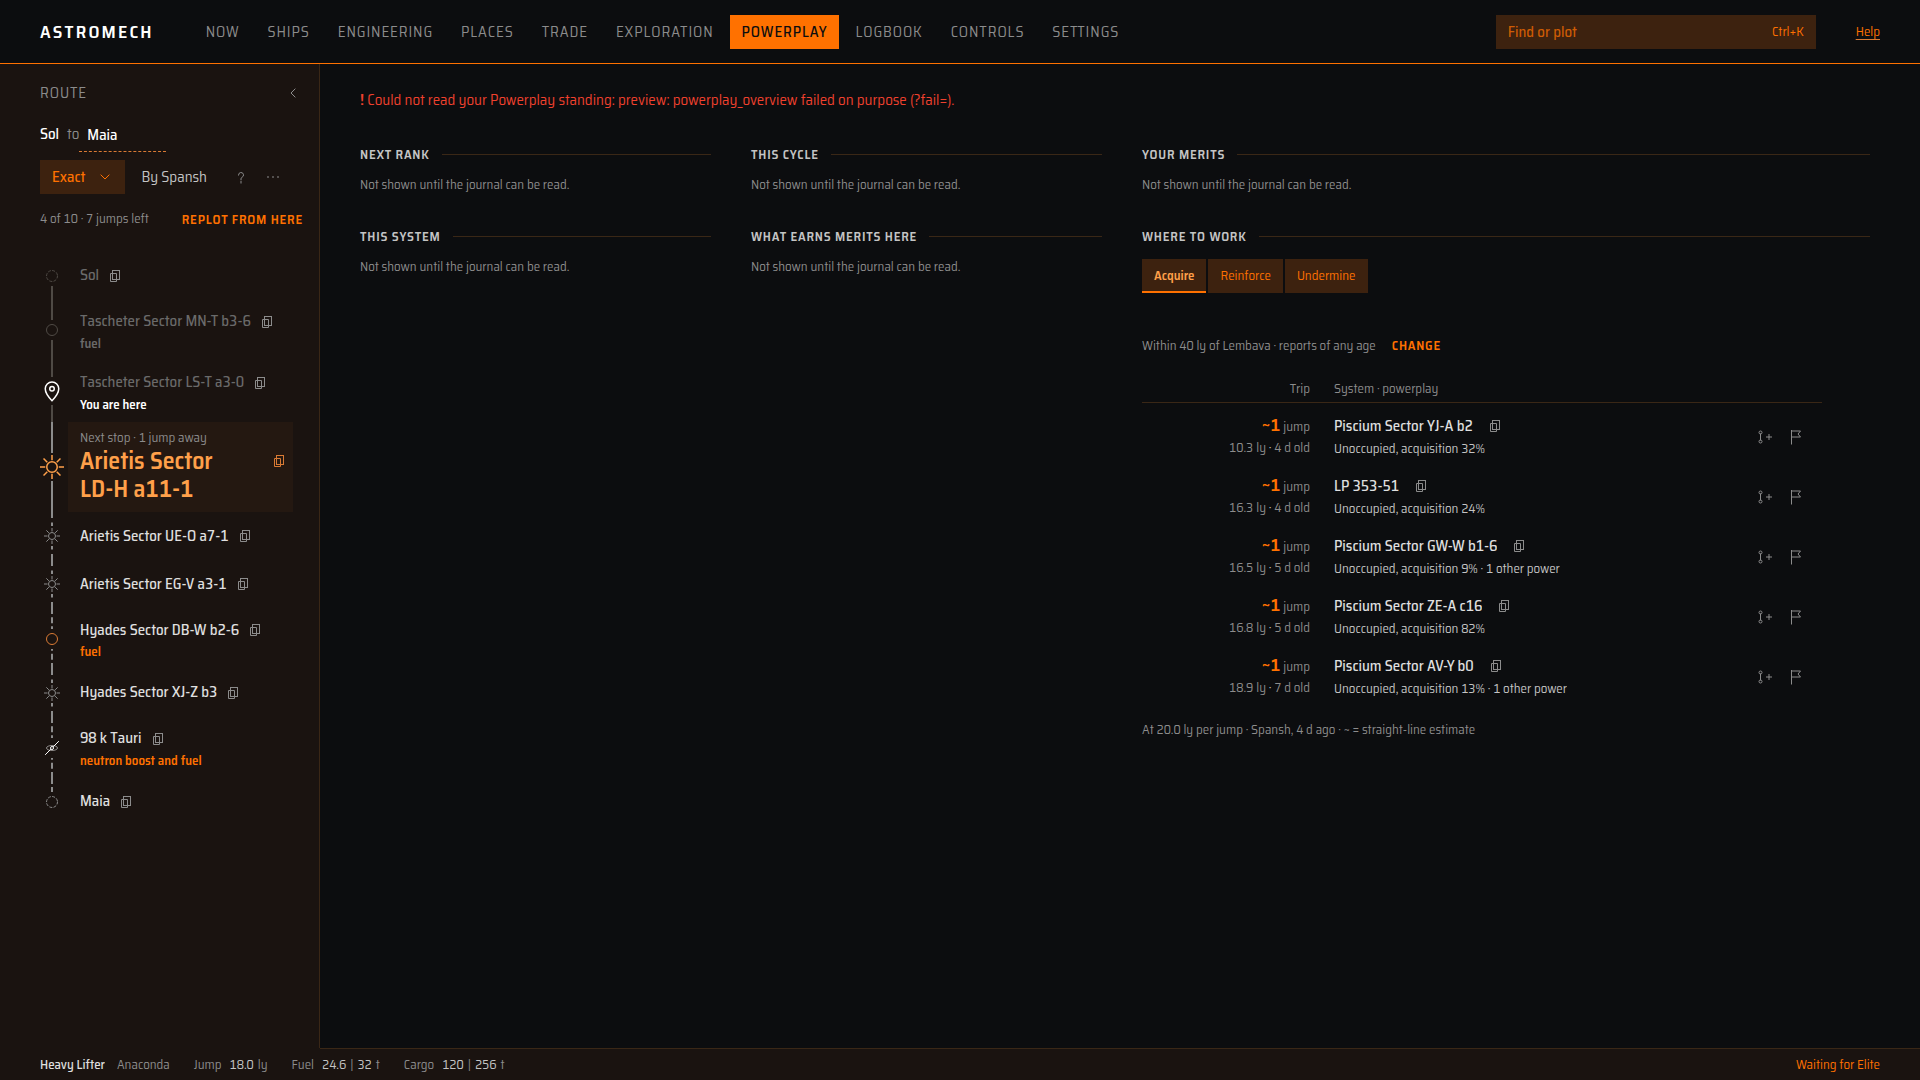 ASTROMECH
NOW SHIPS ENGINEERING PLACES TRADE EXPLORATION POWERPLAY LOGBOOK CONTROLS SETTINGS
Find or plot Ctrl+K
Help
ROUTE
Sol to Maia
Exact By Spansh ? ···
4 of 10 · 7 jumps left REPLOT FROM HERE
Sol
Tascheter Sector MN-T b3-6
fuel
Tascheter Sector LS-T a3-0
You are here
Next stop · 1 jump away
Arietis Sector
LD-H a11-1
Arietis Sector UE-O a7-1
Arietis Sector EG-V a3-1
Hyades Sector DB-W b2-6
fuel
Hyades Sector XJ-Z b3
98 k Tauri
neutron boost and fuel
Maia
! Could not read your Powerplay standing: preview: powerplay_overview failed on purpose (?fail=).
NEXT RANK
Not shown until the journal can be read.
THIS CYCLE
Not shown until the journal can be read.
YOUR MERITS
Not shown until the journal can be read.
THIS SYSTEM
Not shown until the journal can be read.
WHAT EARNS MERITS HERE
Not shown until the journal can be read.
WHERE TO WORK
Acquire Reinforce Undermine
Within 40 ly of Lembava · reports of any age CHANGE
Trip System · powerplay
~1 jump Piscium Sector YJ-A b2
10.3 ly · 4 d old Unoccupied, acquisition 32%
~1 jump LP 353-51
16.3 ly · 4 d old Unoccupied, acquisition 24%
~1 jump Piscium Sector GW-W b1-6
16.5 ly · 5 d old Unoccupied, acquisition 9% · 1 other power
~1 jump Piscium Sector ZE-A c16
16.8 ly · 5 d old Unoccupied, acquisition 82%
~1 jump Piscium Sector AV-Y b0
18.9 ly · 7 d old Unoccupied, acquisition 13% · 1 other power
At 20.0 ly per jump · Spansh, 4 d ago · ~ = straight-line estimate
Heavy Lifter Anaconda Jump 18.0 ly Fuel 24.6 | 32 t Cargo 120 | 256 t
Waiting for Elite